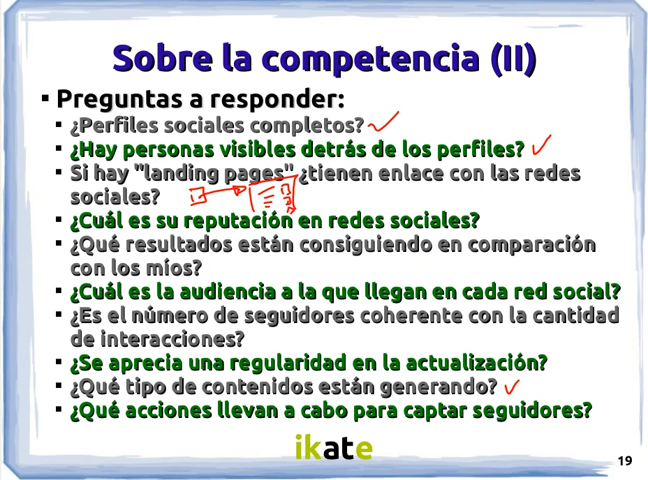 Sobre la competencia (II)
Preguntas a responder:
¿Perfiles sociales completos?
¿Hay personas visibles detrás de los perfiles?
Si hay "landing pages" ¿tienen enlace con las redes
sociales?
¿Cuál es su reputación en redes sociales?
¿Qué resultados están consiguiendo en comparación
con los míos?
¿Cuál es la audiencia a la que llegan en cada red social?
¿Es el número de seguidores coherente con la cantidad
de interacciones?
¿Se aprecia una regularidad en la actualización?
¿Qué tipo de contenidos están generando?
¿Qué acciones llevan a cabo para captar seguidores?
ikate
19